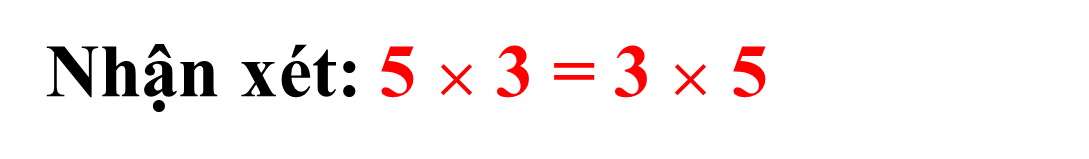 Nhận xét: 5 × 3 = 3 × 5